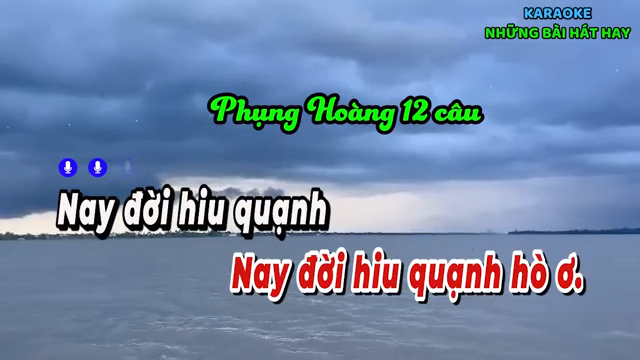 KARAOKE
NHỮNG BÀI HÁT HAY
Phụng Hoàng 12 câu
Nay đời hiu quạnh
Nay đời hiu quạnh hò ơ.